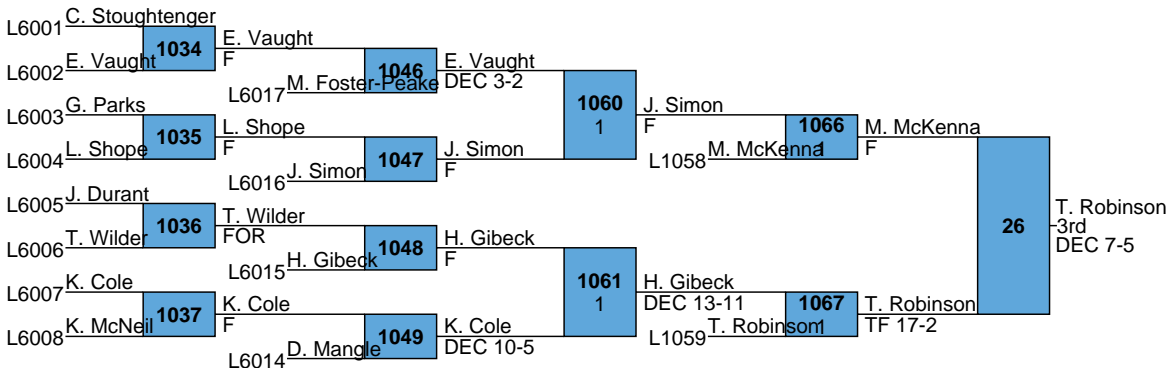 L6001 C. Stoughtenger
1034
L6002 E. Vaught
E. Vaught
F
L6017 M. Foster-Peake
1046
E. Vaught
DEC 3-2
L6003 G. Parks
1035
L6004 L. Shope
L. Shope
F
L6016 J. Simon
1047
J. Simon
F
1060
1
J. Simon
F
L1058 M. McKenna
1066
1
M. McKenna
F
L6005 J. Durant
1036
L6006 T. Wilder
T. Wilder
FOR
L6015 H. Gibeck
1048
H. Gibeck
F
L6007 K. Cole
1037
L6008 K. McNeil
K. Cole
F
L6014 D. Mangle
1049
K. Cole
DEC 10-5
1061
1
H. Gibeck
DEC 13-11
L1059 T. Robinson
1067
1
T. Robinson
TF 17-2
26
T. Robinson
3rd
DEC 7-5